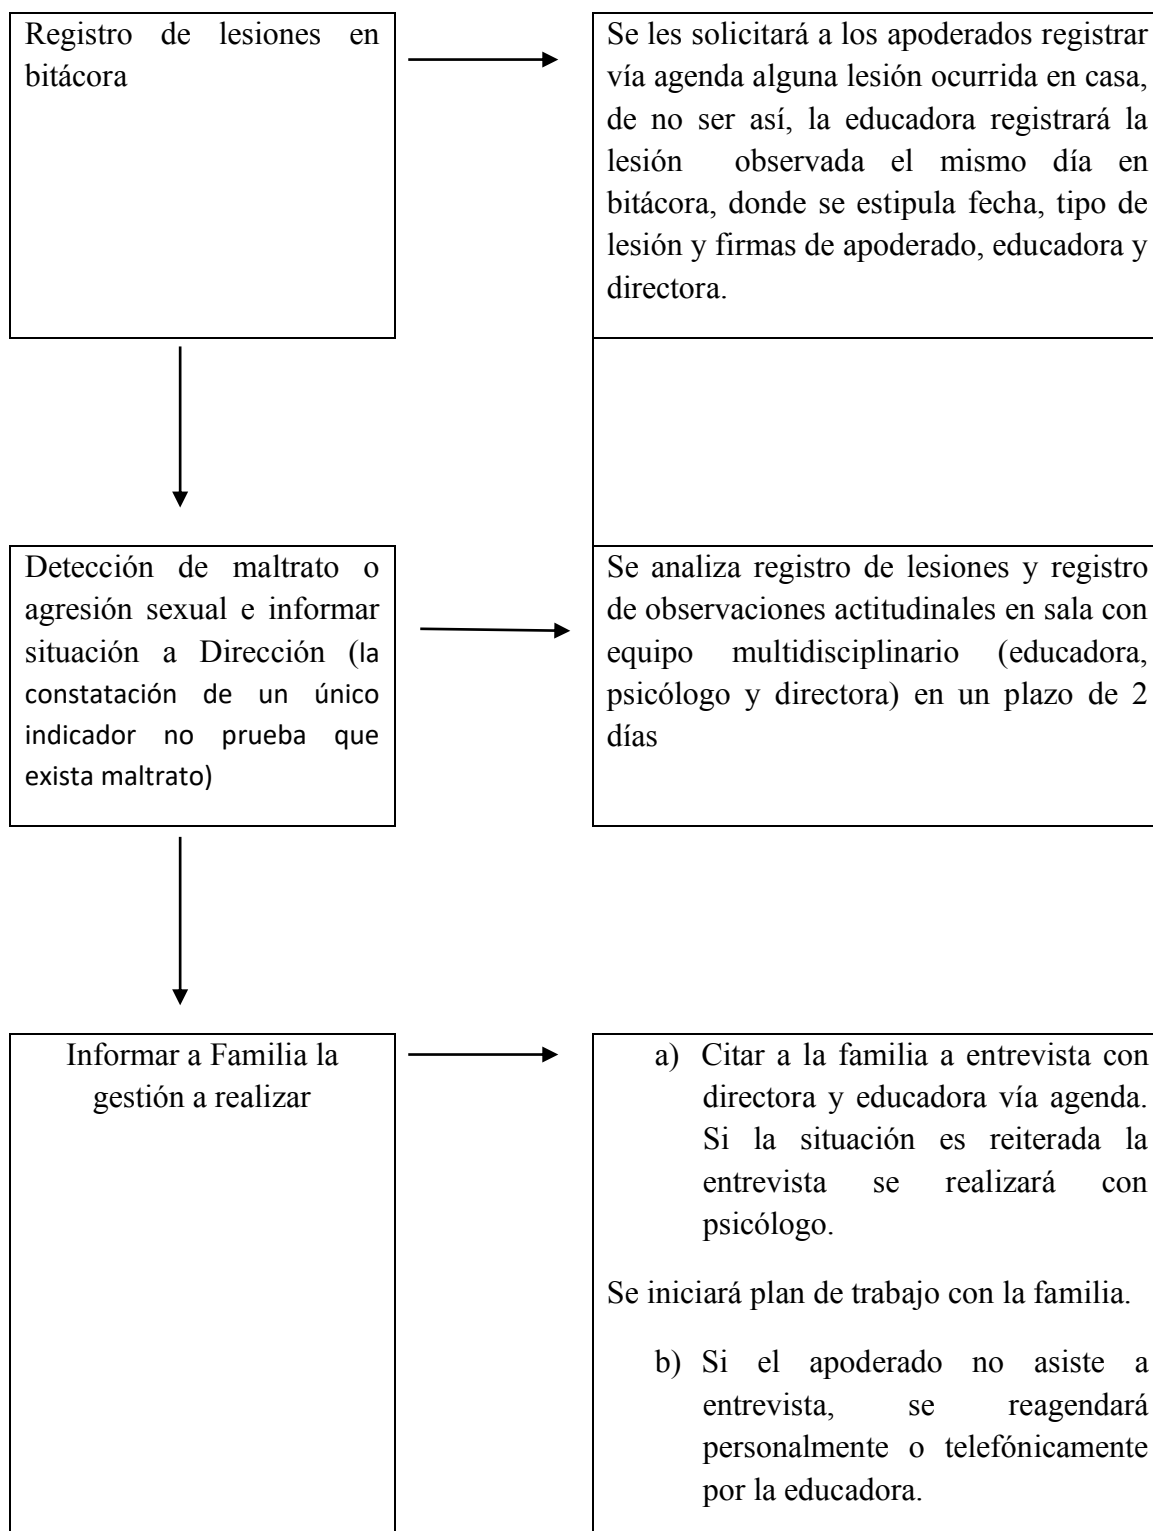 Registro de lesiones en
bitácora
Se les solicitará a los apoderados registrar
vía agenda alguna lesión ocurrida en casa,
de no ser así, la educadora registrará la
lesión observada el mismo día en
bitácora, donde se estipula fecha, tipo de
lesión y firmas de apoderado, educadora y
directora.
Detección de maltrato o
agresión sexual e informar
situación a Dirección (la
constatación de un único
indicador no prueba que
exista maltrato)
Se analiza registro de lesiones y registro
de observaciones actitudinales en sala con
equipo multidisciplinario (educadora,
psicólogo y directora) en un plazo de 2
días
Informar a Familia la
gestión a realizar
a) Citar a la familia a entrevista con
directora y educadora vía agenda.
Si la situación es reiterada la
entrevista se realizará con
psicólogo.
Se iniciará plan de trabajo con la familia.
b) Si el apoderado no asiste a
entrevista, se reagendará
personalmente o telefónicamente
por la educadora.